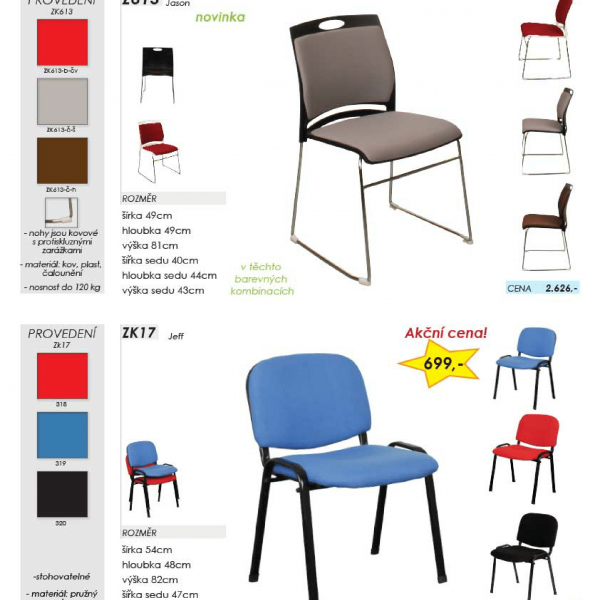 PROVEDENÍ
ZK613
ZK613-b-čv
ZK613-č-š
ZK613-č-h
- nohy jsou kovové
s protiskluznými
zarážkami
- materiál: kov, plast,
čalounění
- nosnost do 120 kg
Jason
novinka
ROZMĚR
šířka 49cm
hloubka 49cm
výška 81cm
šířka sedu 40cm
hloubka sedu 44cm
výška sedu 43cm
v těchto
barevných
kombinacích
CENA 2.626,-
PROVEDENÍ
Zk17
318
319
320
-stohovatelné
- materiál: pružný
ZK17 Jeff
Akční cena!
699,-
ROZMĚR
šířka 54cm
hloubka 48cm
výška 82cm
šířka sedu 47cm